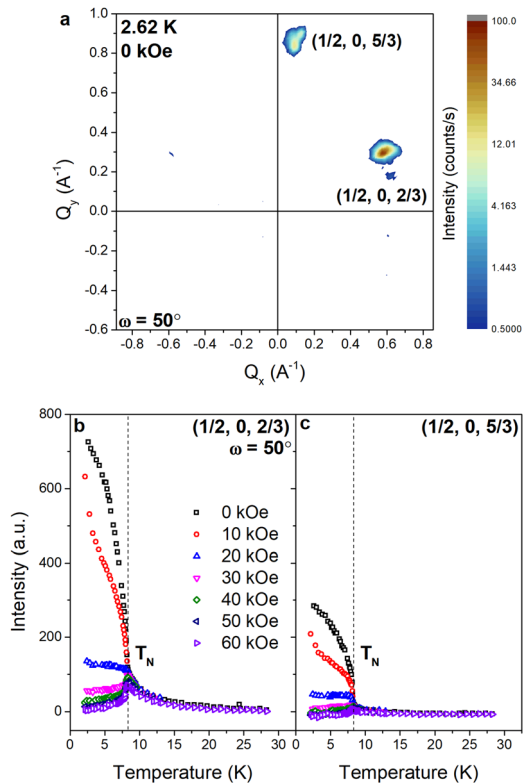 a
2.62 K
0 kOe
(1/2, 0, 5/3)
(1/2, 0, 2/3)
ω = 50°
1.0
0.8
0.6
0.4
0.2
0.0
-0.2
-0.4
-0.6
Q_y (A⁻¹)
-0.8 -0.6 -0.4 -0.2 0.0 0.2 0.4 0.6 0.8
Q_x (A⁻¹)
100.0
34.66
12.01
4.163
1.443
0.5000
Intensity (counts/s)
b
(1/2, 0, 2/3)
ω = 50°
0 kOe
10 kOe
20 kOe
30 kOe
40 kOe
50 kOe
60 kOe
T_N
800
600
400
200
0
Intensity (a.u.)
0 5 10 15 20 25 30
Temperature (K)
c
(1/2, 0, 5/3)
T_N
0 5 10 15 20 25 30
Temperature (K)